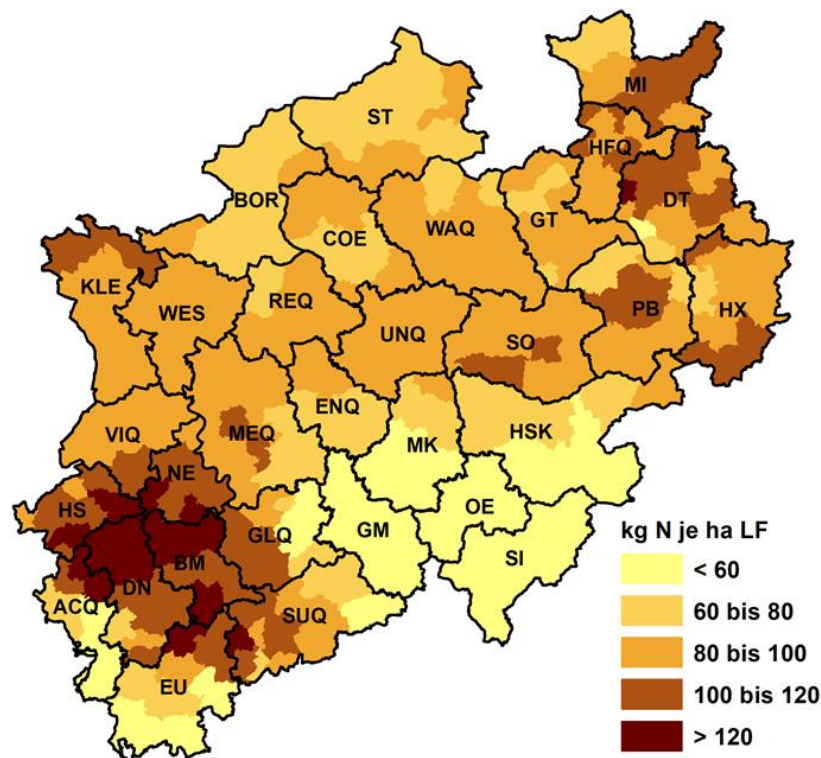 MI
ST
HFQ
DT
BOR
WAQ
GT
COE
KLE
WES
REQ
PB
HX
UNQ
SO
ENQ
VIQ
MEQ
MK
HSK
NE
HS
GLQ
GM
OE
BM
SI
DN
ACQ
SUQ
EU
kg N je ha LF
< 60
60 bis 80
80 bis 100
100 bis 120
> 120